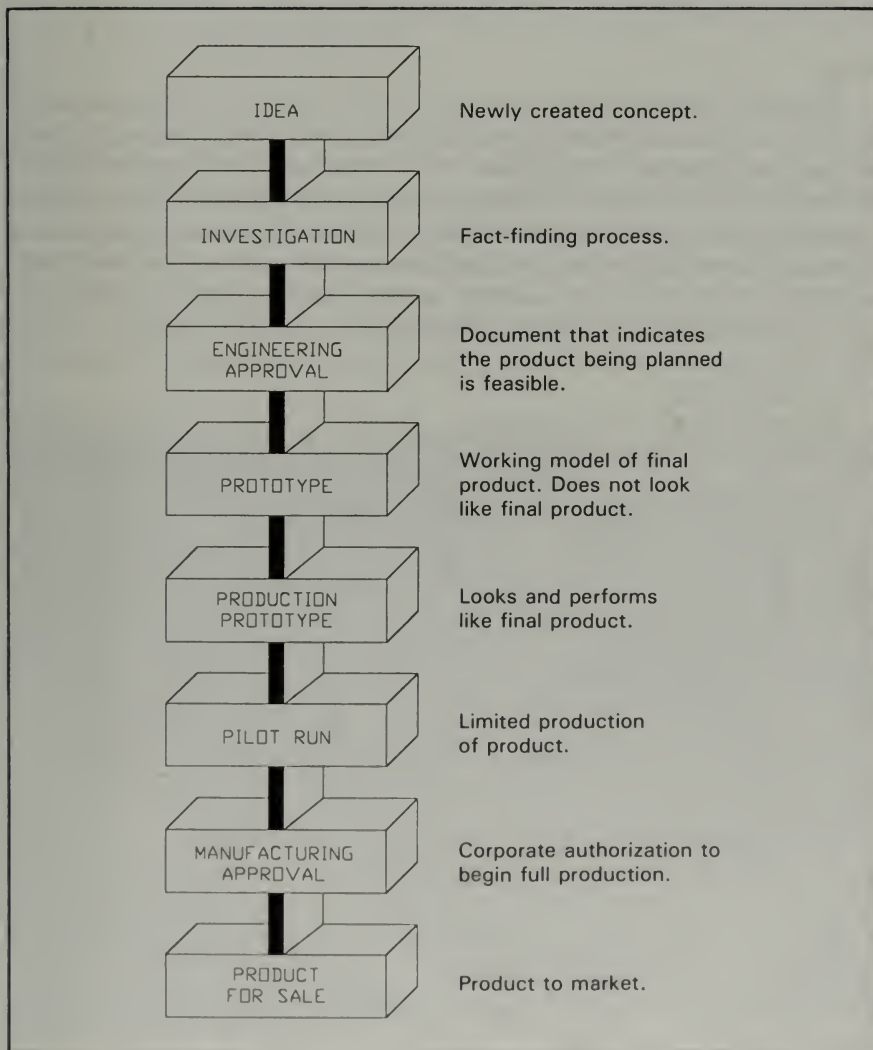 IDEA
Newly created concept.
INVESTIGATION
Fact-finding process.
ENGINEERING
APPROVAL
Document that indicates
the product being planned
is feasible.
PROTOTYPE
Working model of final
product. Does not look
like final product.
PRODUCTION
PROTOTYPE
Looks and performs
like final product.
PILOT RUN
Limited production
of product.
MANUFACTURING
APPROVAL
Corporate authorization to
begin full production.
PRODUCT
FOR SALE
Product to market.